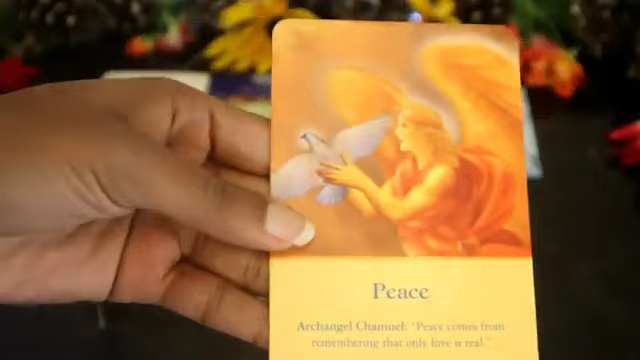 Peace
Archangel Chamuel: "Peace comes from
remembering that only love is real."